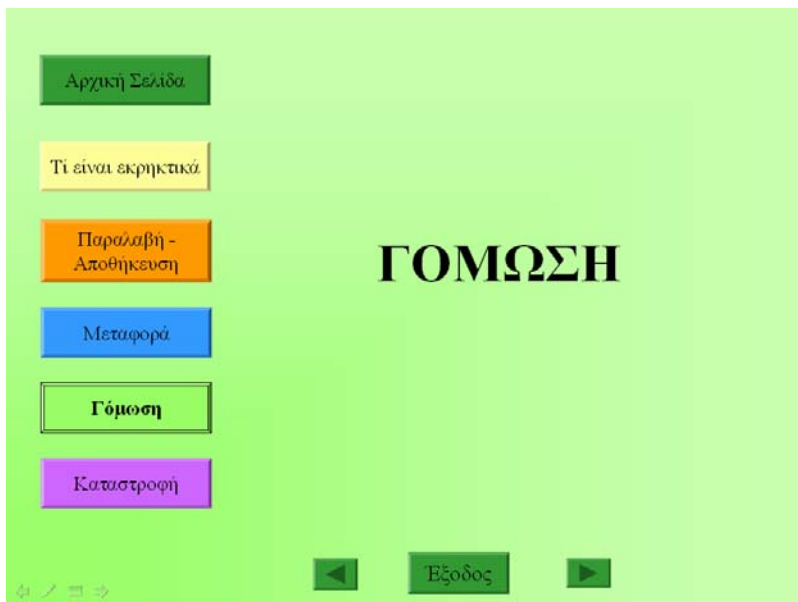 Αρχική Σελίδα
Τί είναι εκρηκτικά
Παραλαβή -
Αποθήκευση
ΓΟΜΩΣΗ
Μεταφορά
Γόμωση
Καταστροφή
Έξοδος